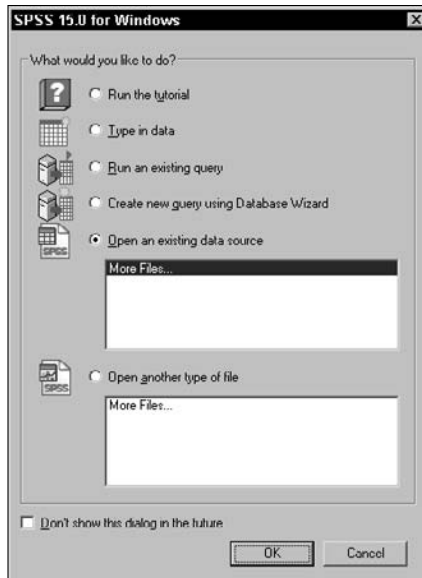 SPSS 15.0 for Windows
What would you like to do?
Run the tutorial
Type in data
Run an existing query
Create new query using Database Wizard
Open an existing data source
More Files...
SPSS
Open another type of file
More Files...
SPSS
Don't show this dialog in the future
OK
Cancel